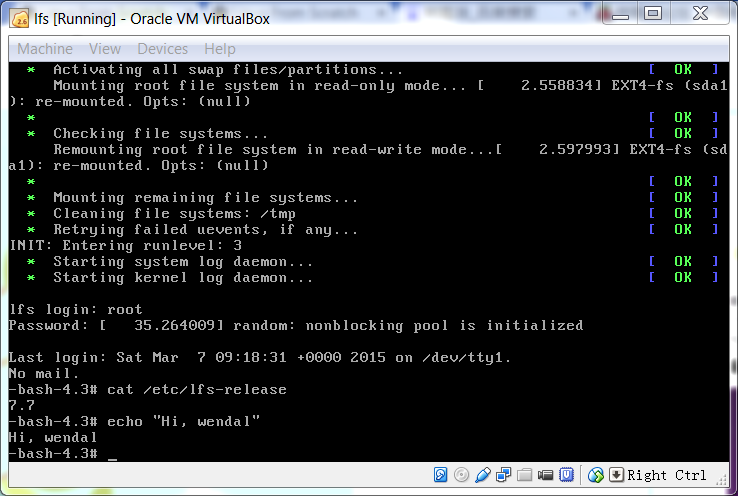 lfs [Running] - Oracle VM VirtualBox
Machine View Devices Help
* Activating all swap files/partitions... [ OK ]
Mounting root file system in read-only mode... [ 2.558834] EXT4-fs (sda1
): re-mounted. Opts: (null)
* [ OK ]
* Checking file systems... [ OK ]
Remounting root file system in read-write mode...[ 2.597993] EXT4-fs (sd
a1): re-mounted. Opts: (null)
* [ OK ]
* Mounting remaining file systems... [ OK ]
* Cleaning file systems: /tmp [ OK ]
* Retrying failed uevents, if any... [ OK ]
INIT: Entering runlevel: 3
* Starting system log daemon... [ OK ]
* Starting kernel log daemon... [ OK ]
lfs login: root
Password: [ 35.264009] random: nonblocking pool is initialized
Last login: Sat Mar 7 09:18:31 +0000 2015 on /dev/tty1.
No mail.
-bash-4.3# cat /etc/lfs-release
7.7
-bash-4.3# echo "Hi, wendal"
Hi, wendal
-bash-4.3# _
Right Ctrl